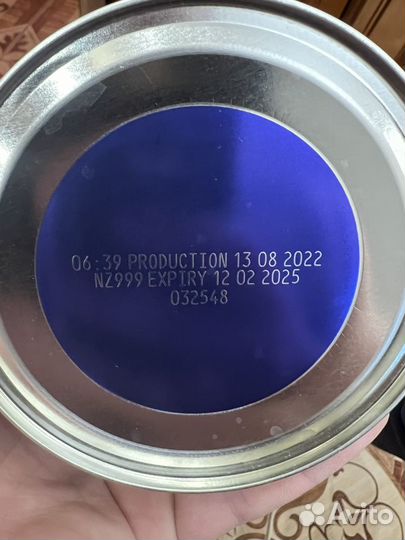 06:39 PRODUCTION 13 08 2022
NZ999 EXPIRY 12 02 2025
032548
Avito